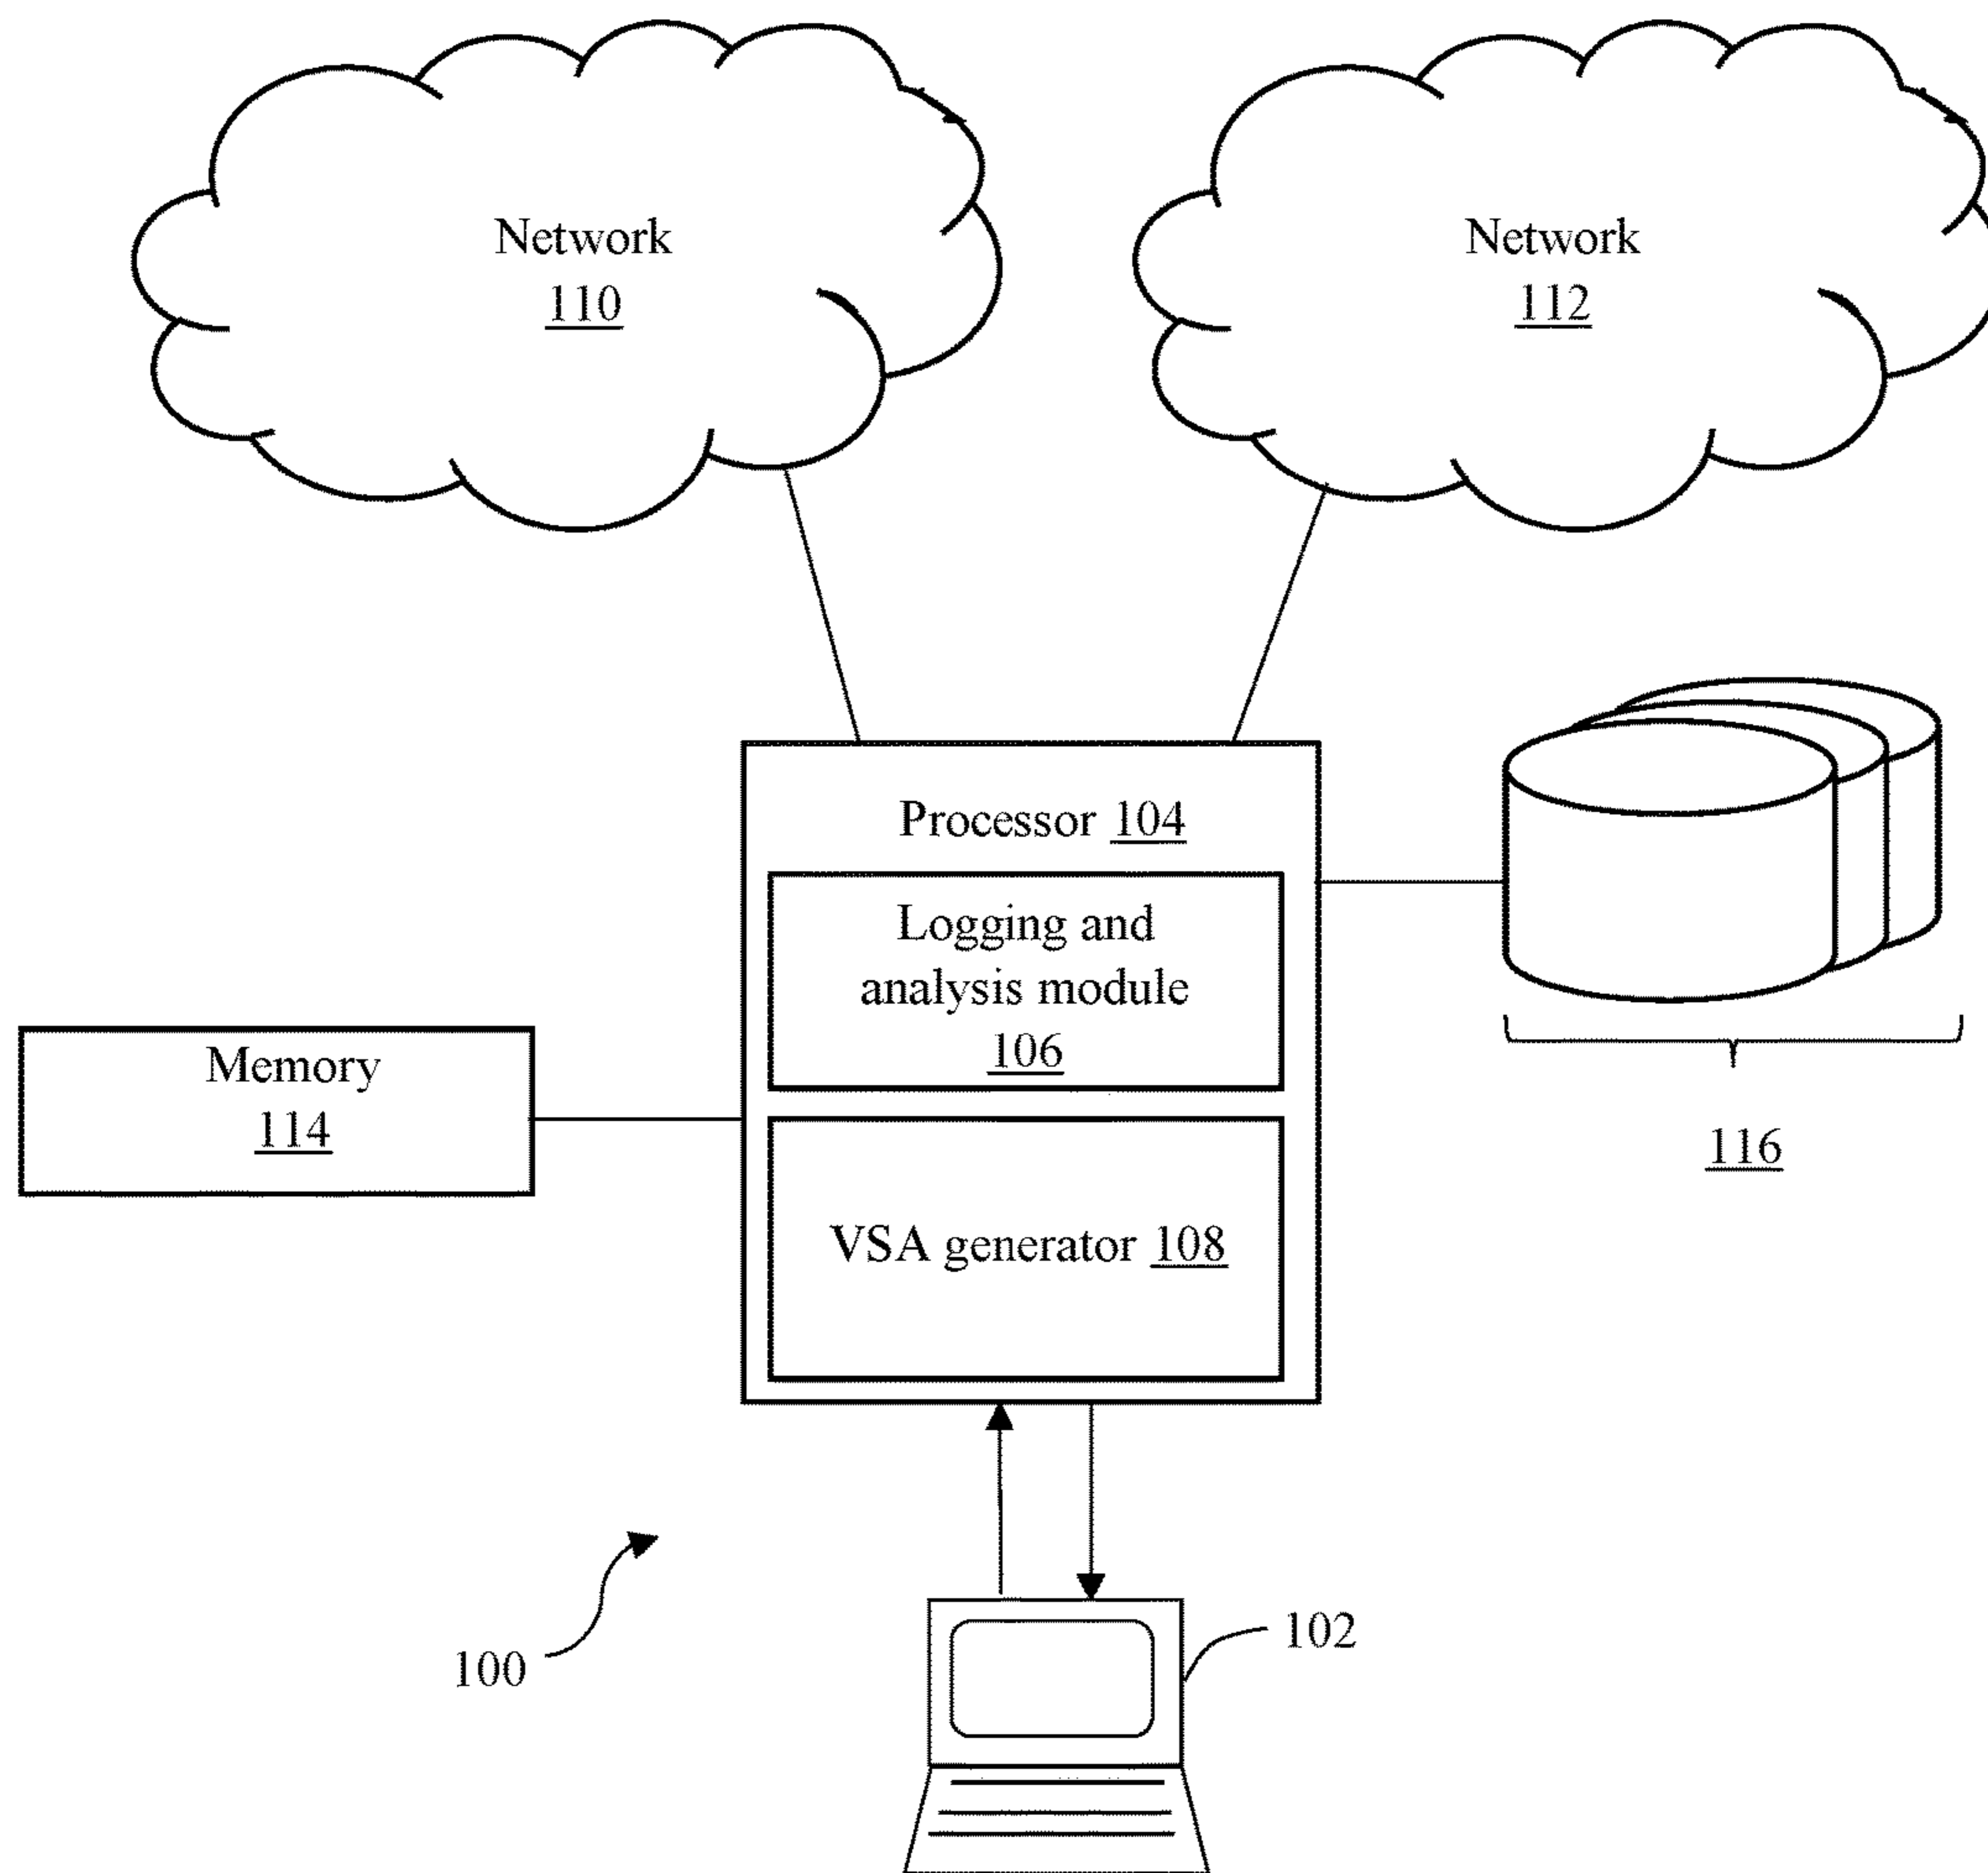 Network
110
Network
112
Processor 104
Logging and
analysis module
106
Memory
114
116
VSA generator 108
102
100